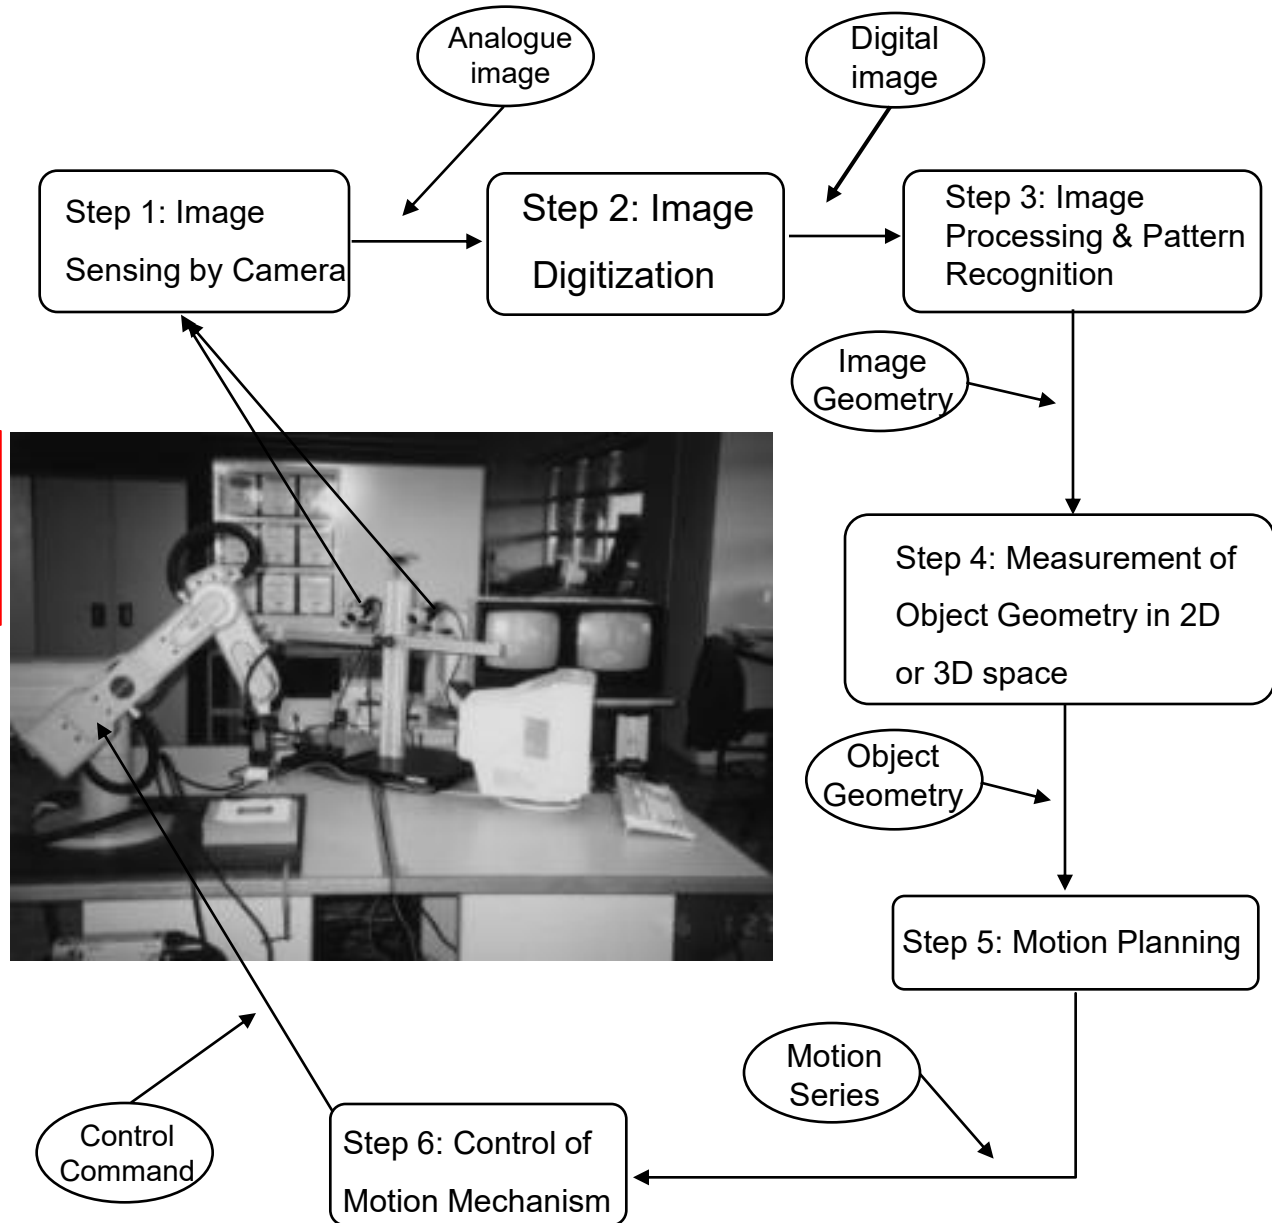 Analogue
image
Digital
image
Step 1: Image
Sensing by Camera
Step 2: Image
Digitization
Step 3: Image
Processing & Pattern
Recognition
Image
Geometry
Step 4: Measurement of
Object Geometry in 2D
or 3D space
Object
Geometry
Step 5: Motion Planning
Motion
Series
Control
Command
Step 6: Control of
Motion Mechanism